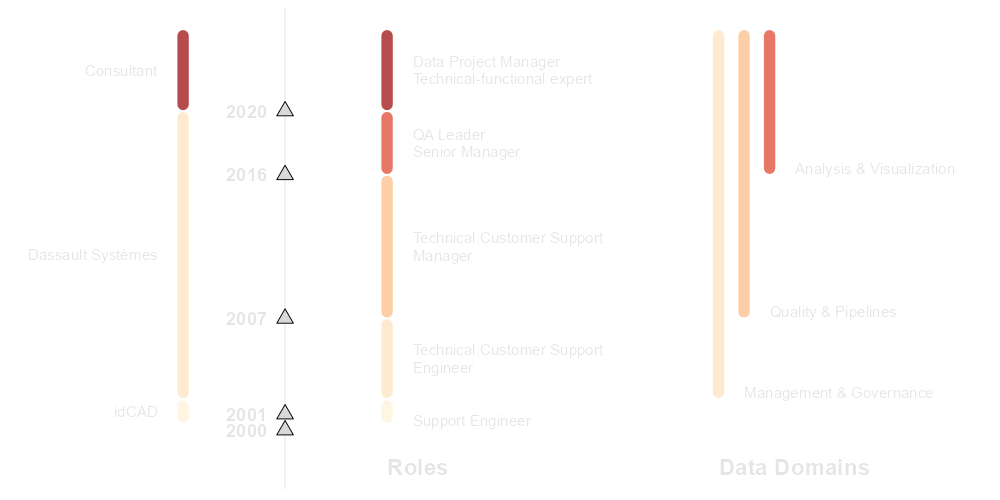 Consultant
Dassault Systèmes
idCAD
2020
2016
2007
2001
2000
Data Project Manager
Technical-functional expert
QA Leader
Senior Manager
Technical Customer Support
Manager
Technical Customer Support
Engineer
Support Engineer
Roles
Analysis & Visualization
Quality & Pipelines
Management & Governance
Data Domains